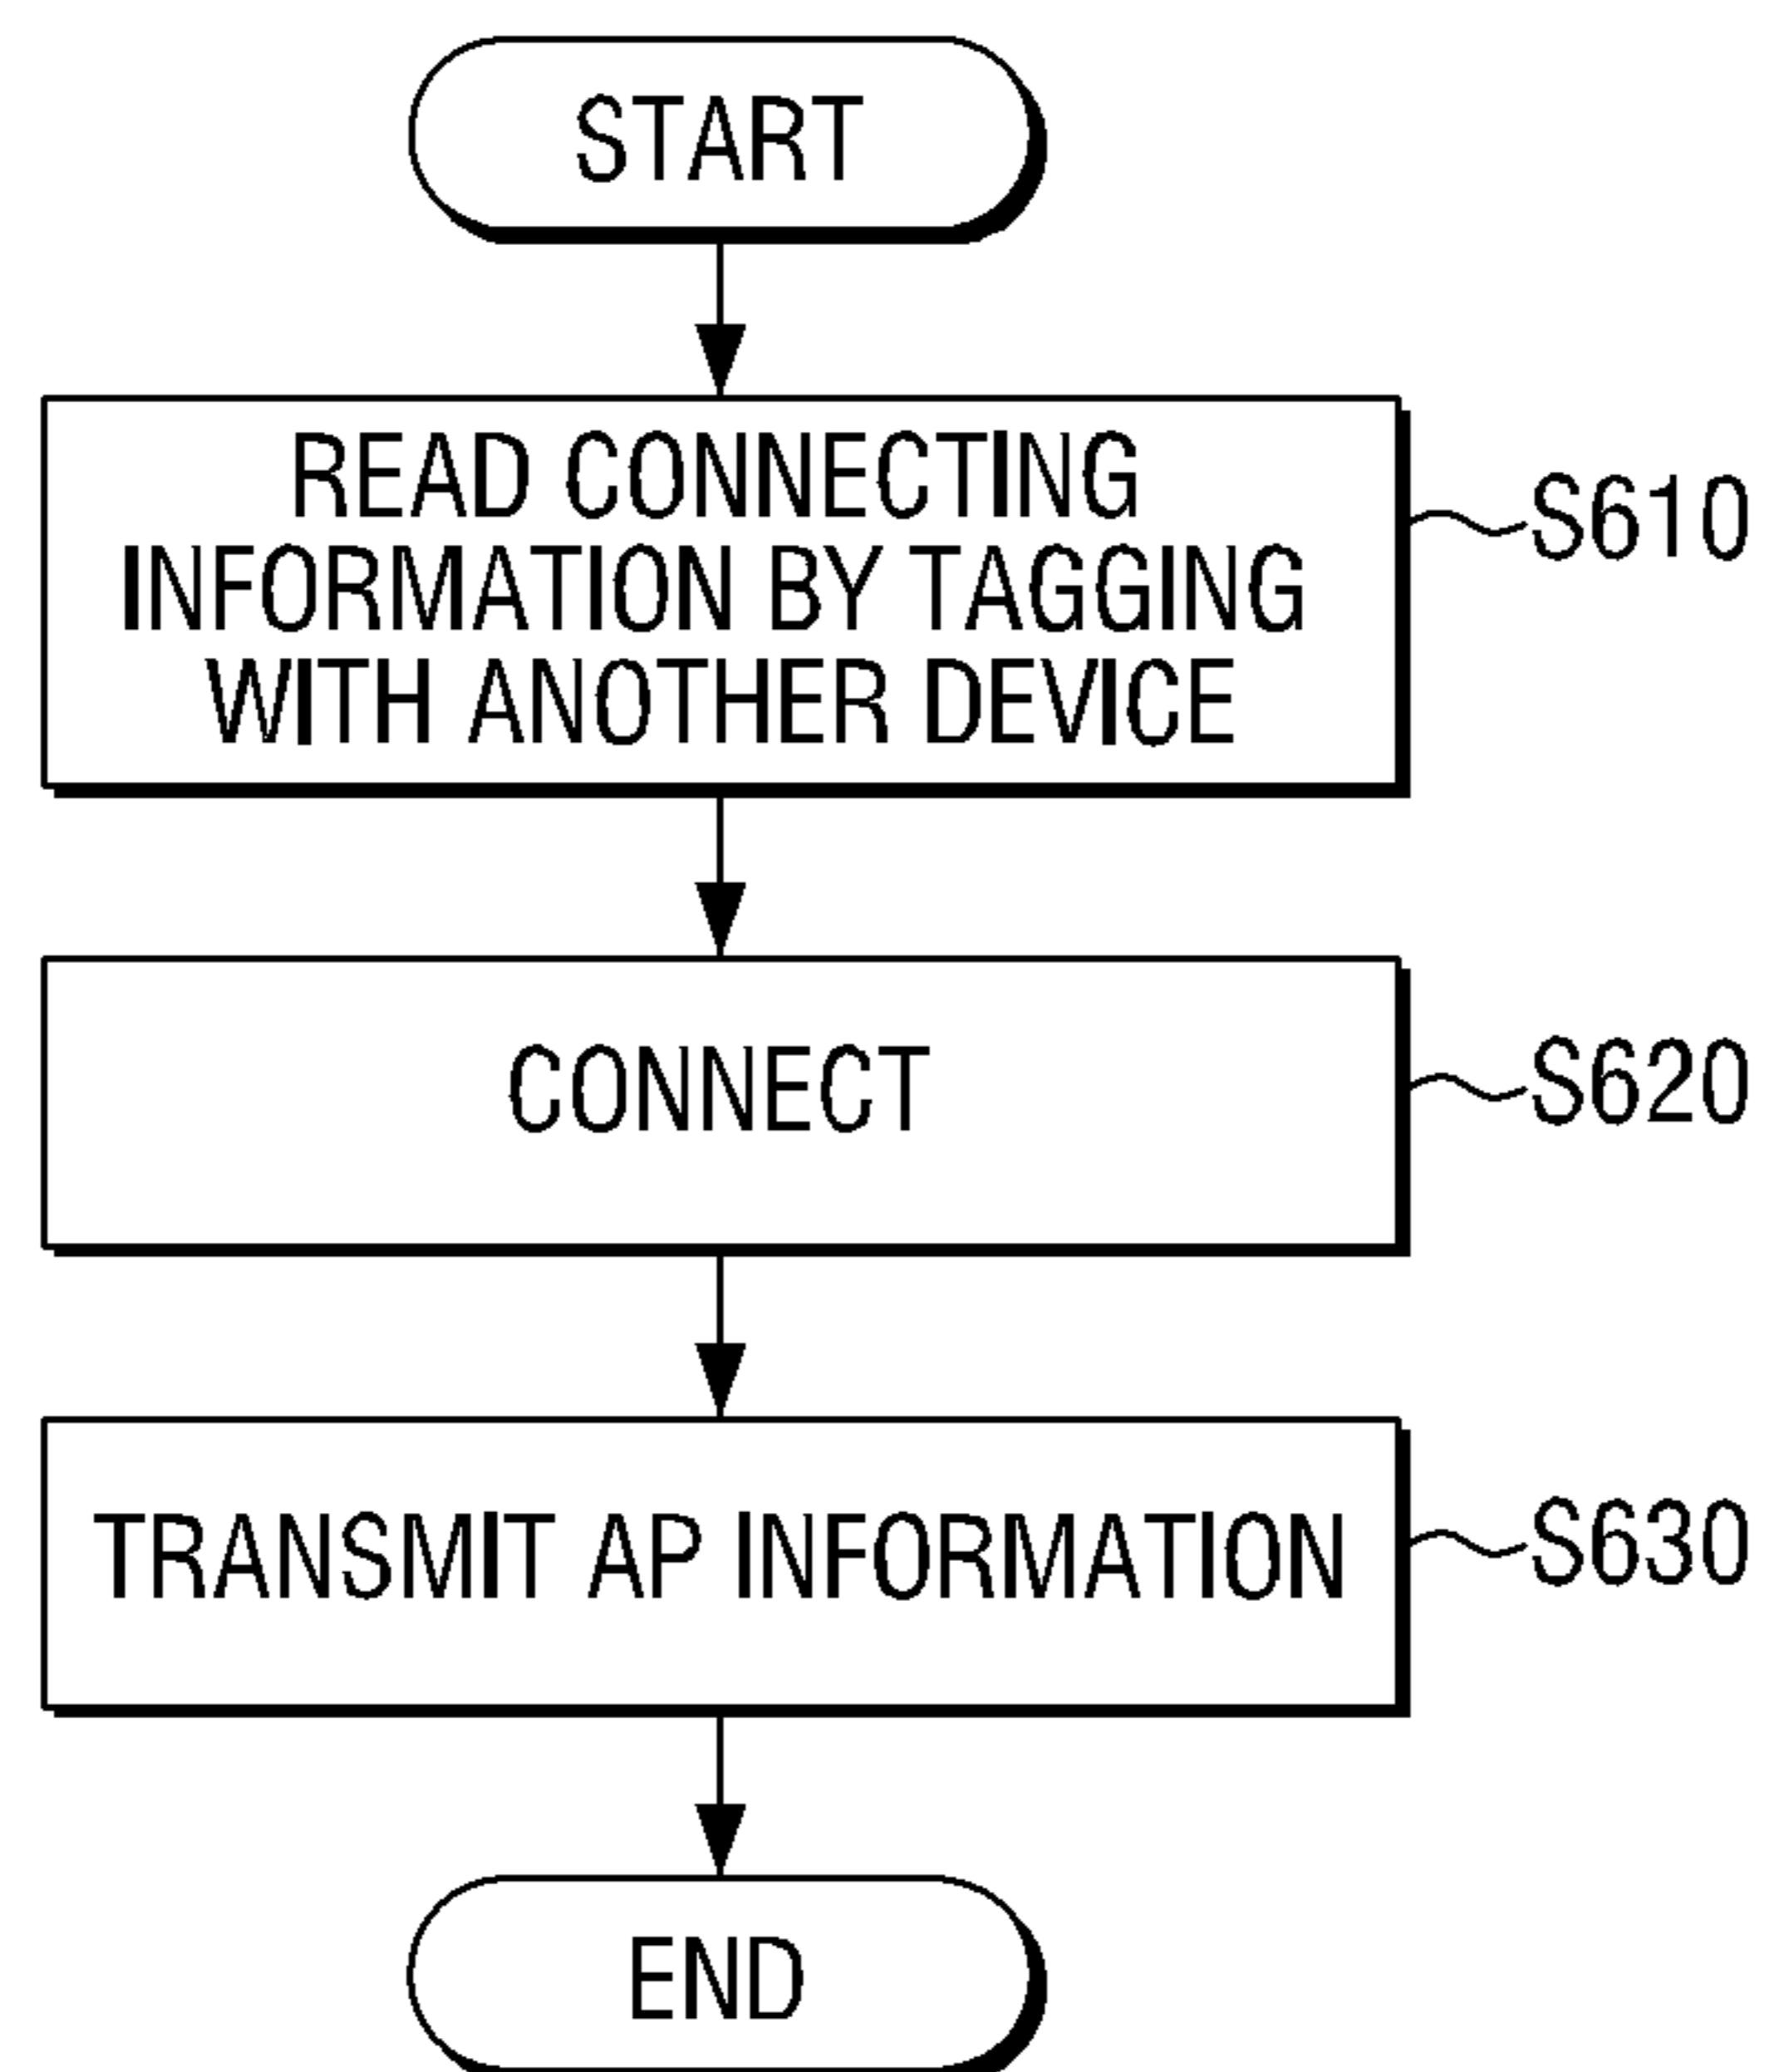 START
READ CONNECTING
INFORMATION BY TAGGING
WITH ANOTHER DEVICE
S610
CONNECT
S620
TRANSMIT AP INFORMATION
S630
END